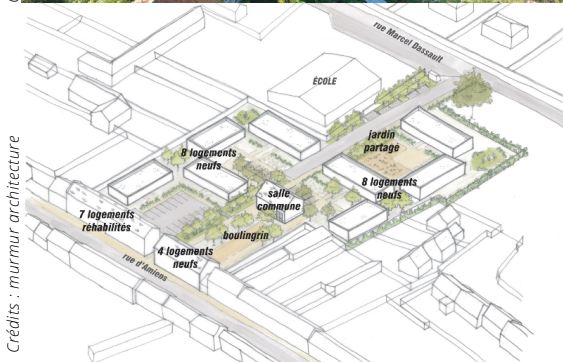 rue Marcel Dassault
ÉCOLE
jardin
partagé
8 logements
neufs
salle
commune
8 logements
neufs
7 logements
réhabilités
boulingrin
4 logements
neufs
rue d'Amiens
Crédits : murmur architecture